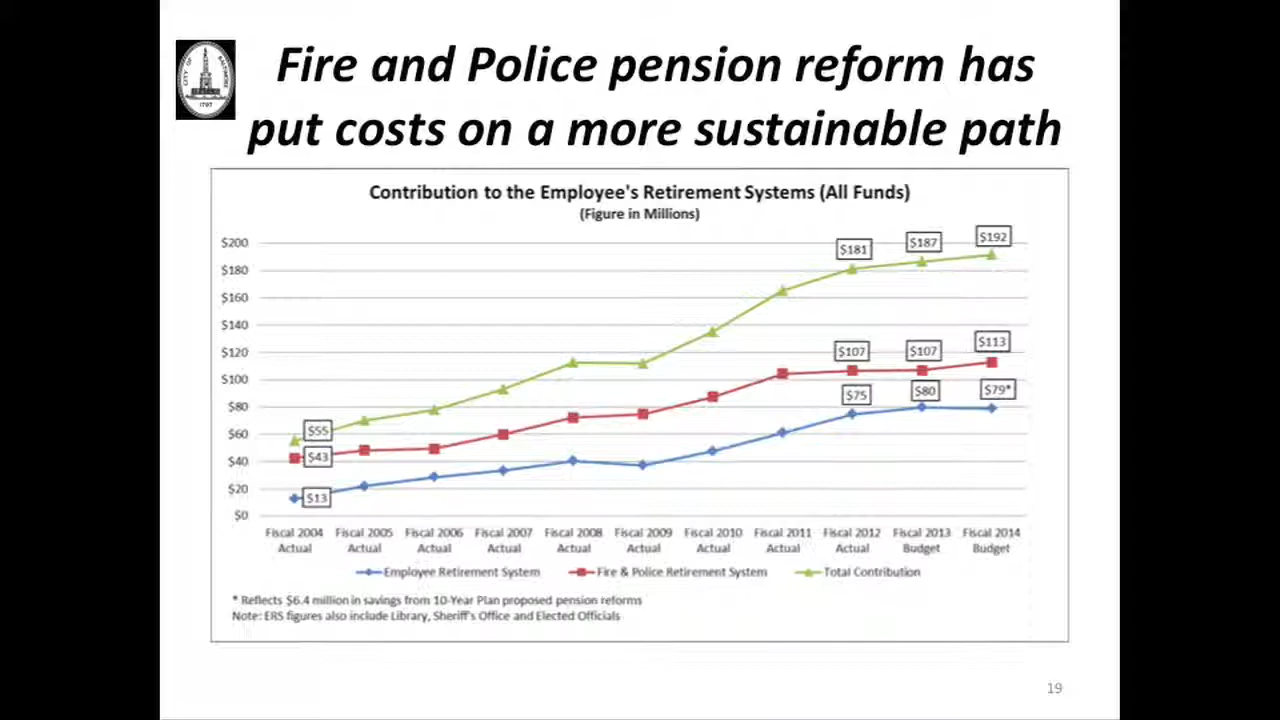 Fire and Police pension reform has
put costs on a more sustainable path
CITY OF BALTIMORE
1797
Contribution to the Employee's Retirement Systems (All Funds)
(Figure in Millions)
$200
$180
$160
$140
$120
$100
$80
$60
$40
$20
$0
$55
$43
$13
$181
$187
$192
$107
$107
$113
$75
$80
$79*
Fiscal 2004 Fiscal 2005 Fiscal 2006 Fiscal 2007 Fiscal 2008 Fiscal 2009 Fiscal 2010 Fiscal 2011 Fiscal 2012 Fiscal 2013 Fiscal 2014
Actual Actual Actual Actual Actual Actual Actual Actual Actual Budget Budget
Employee Retirement System Fire & Police Retirement System Total Contribution
* Reflects $6.4 million in savings from 10-Year Plan proposed pension reforms
Note: ERS figures also include Library, Sheriff's Office and Elected Officials
19